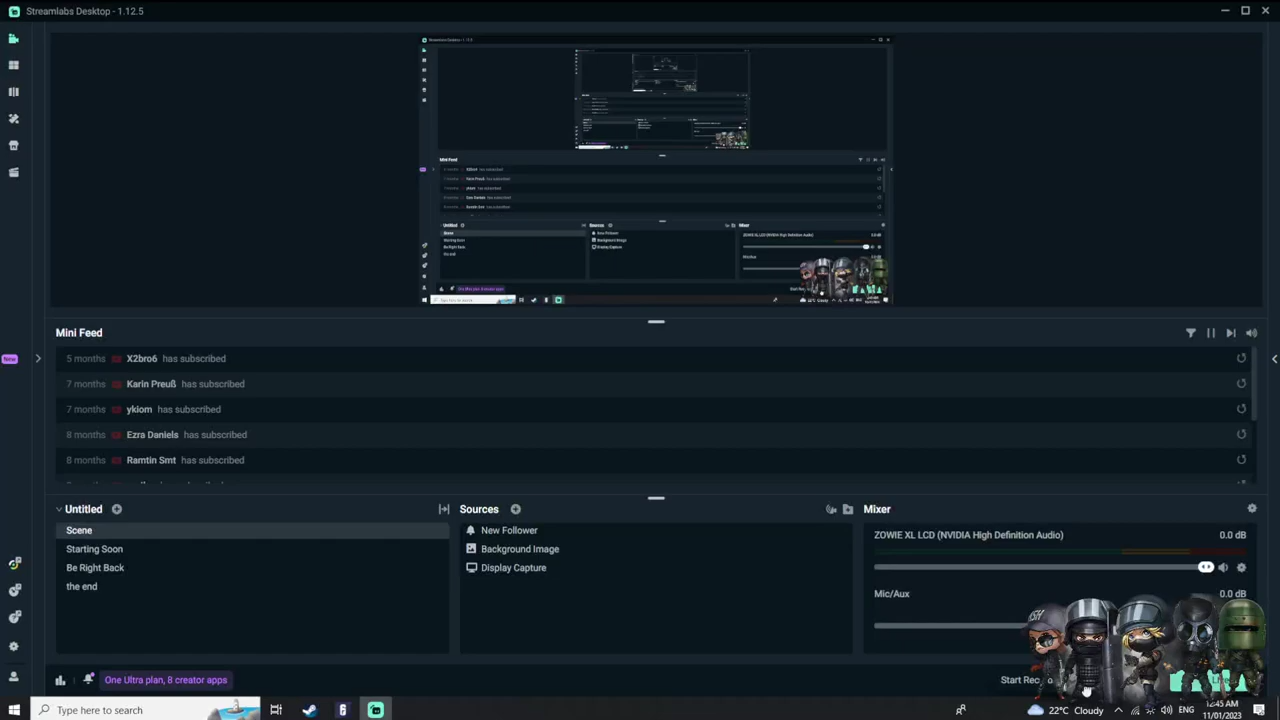 Streamlabs Desktop - 1.12.5
Mini Feed
New
5 months X2bro6 has subscribed
7 months Karin Preuß has subscribed
7 months ykiom has subscribed
8 months Ezra Daniels has subscribed
8 months Ramtin Smt has subscribed
Untitled
Scene
Starting Soon
Be Right Back
the end
Sources
New Follower
Background Image
Display Capture
Mixer
ZOWIE XL LCD (NVIDIA High Definition Audio) 0.0 dB
Mic/Aux 0.0 dB
One Ultra plan, 8 creator apps
Start Rec
Type here to search
22°C Cloudy
ENG
12:45 AM
11/01/2023